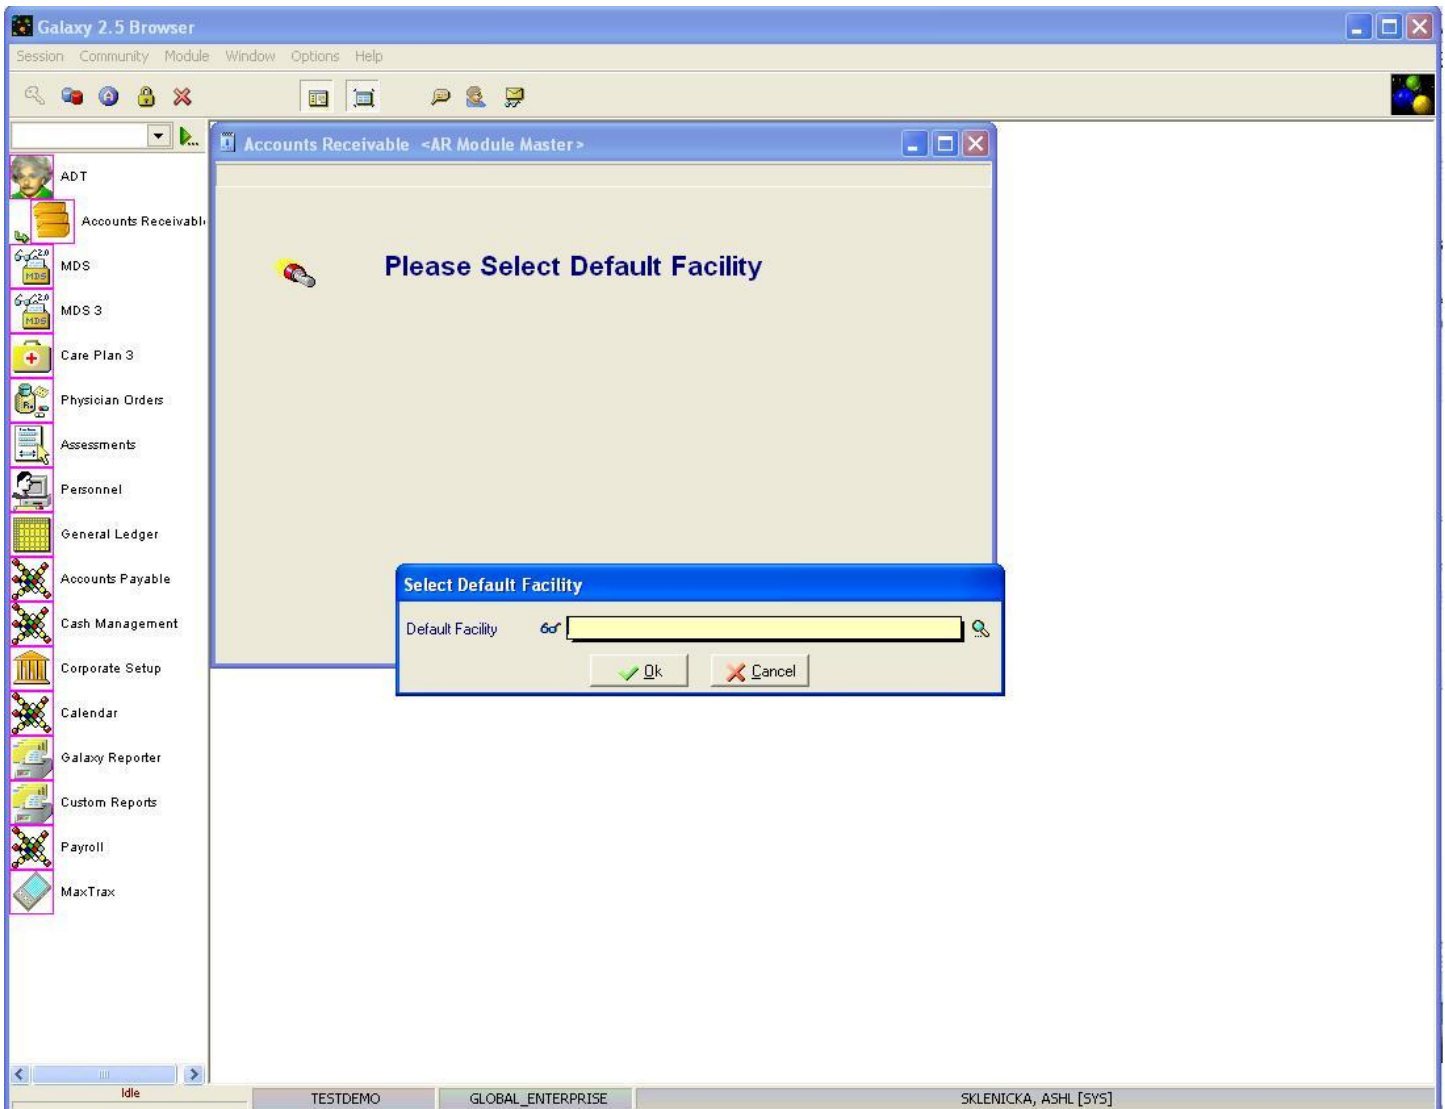 Galaxy 2.5 Browser
Session Community Module Window Options Help
Accounts Receivable <AR Module Master>
ADT
Accounts Receivabl
MDS
MDS 3
Care Plan 3
Physician Orders
Assessments
Personnel
General Ledger
Accounts Payable
Cash Management
Corporate Setup
Calendar
Galaxy Reporter
Custom Reports
Payroll
MaxTrax
Please Select Default Facility
Select Default Facility
Default Facility
Ok Cancel
Idle TESTDEMO GLOBAL_ENTERPRISE SKLENICKA, ASHL [SYS]